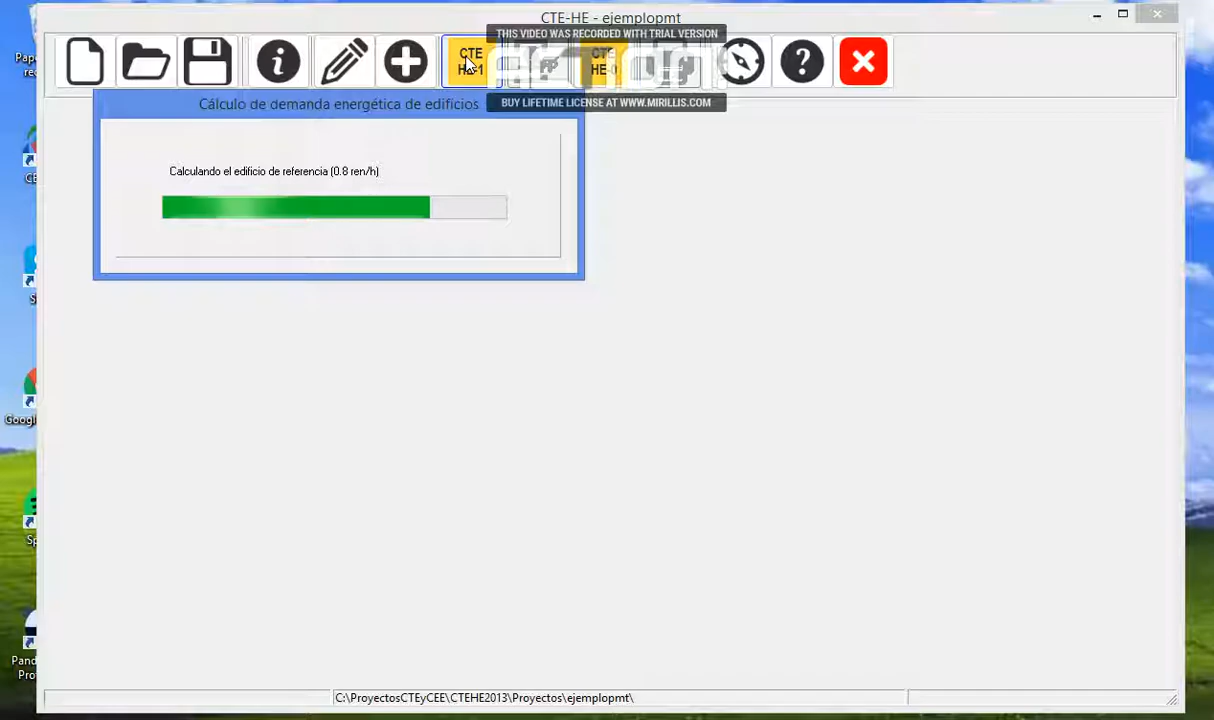 CTE-HE - ejemplopmt
THIS VIDEO WAS RECORDED WITH TRIAL VERSION
CTE
HE-1
CTE
HE-0
BUY LIFETIME LICENSE AT WWW.MIRILLIS.COM
Cálculo de demanda energética de edificios
Calculando el edificio de referencia (0.8 ren/h)
Google
C:\ProyectosCTEyCEE\CTEHE2013\Proyectos\ejemplopmt\